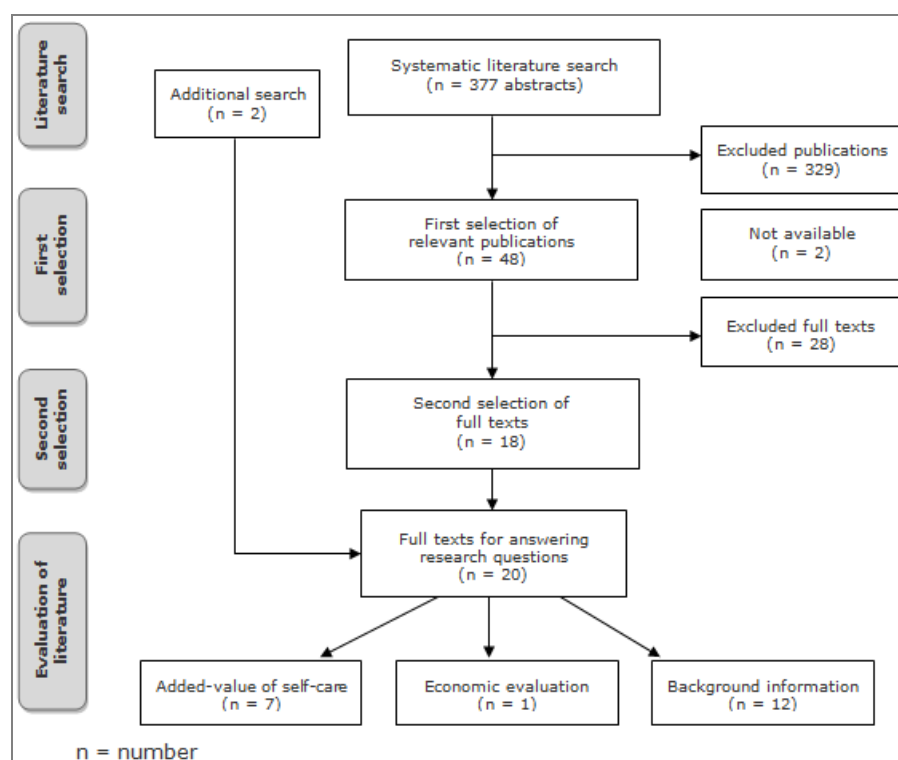 Literature
search
Additional search
(n = 2)
Systematic literature search
(n = 377 abstracts)
Excluded publications
(n = 329)
First
selection
First selection of
relevant publications
(n = 48)
Not available
(n = 2)
Excluded full texts
(n = 28)
Second
selection
Second selection of
full texts
(n = 18)
Evaluation of
literature
Full texts for answering
research questions
(n = 20)
Added-value of self-care
(n = 7)
Economic evaluation
(n = 1)
Background information
(n = 12)
n = number